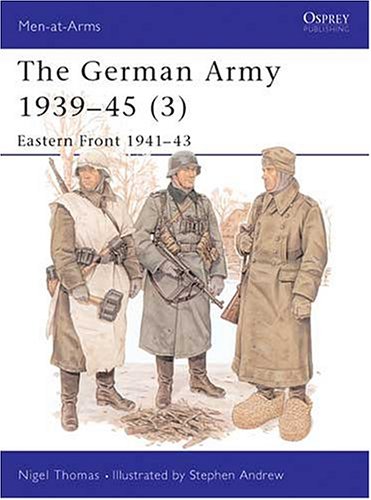 Men-at-Arms
OSPREY
PUBLISHING
The German Army
1939–45 (3)
Eastern Front 1941–43
Nigel Thomas • Illustrated by Stephen Andrew